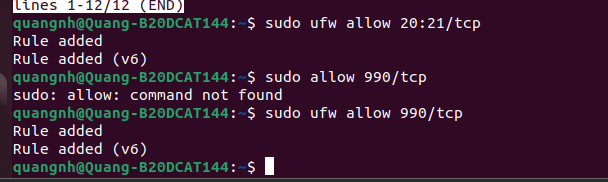 lines 1-12/12 (END)
quangnh@Quang-B20DCAT144:~$ sudo ufw allow 20:21/tcp
Rule added
Rule added (v6)
quangnh@Quang-B20DCAT144:~$ sudo allow 990/tcp
sudo: allow: command not found
quangnh@Quang-B20DCAT144:~$ sudo ufw allow 990/tcp
Rule added
Rule added (v6)
quangnh@Quang-B20DCAT144:~$